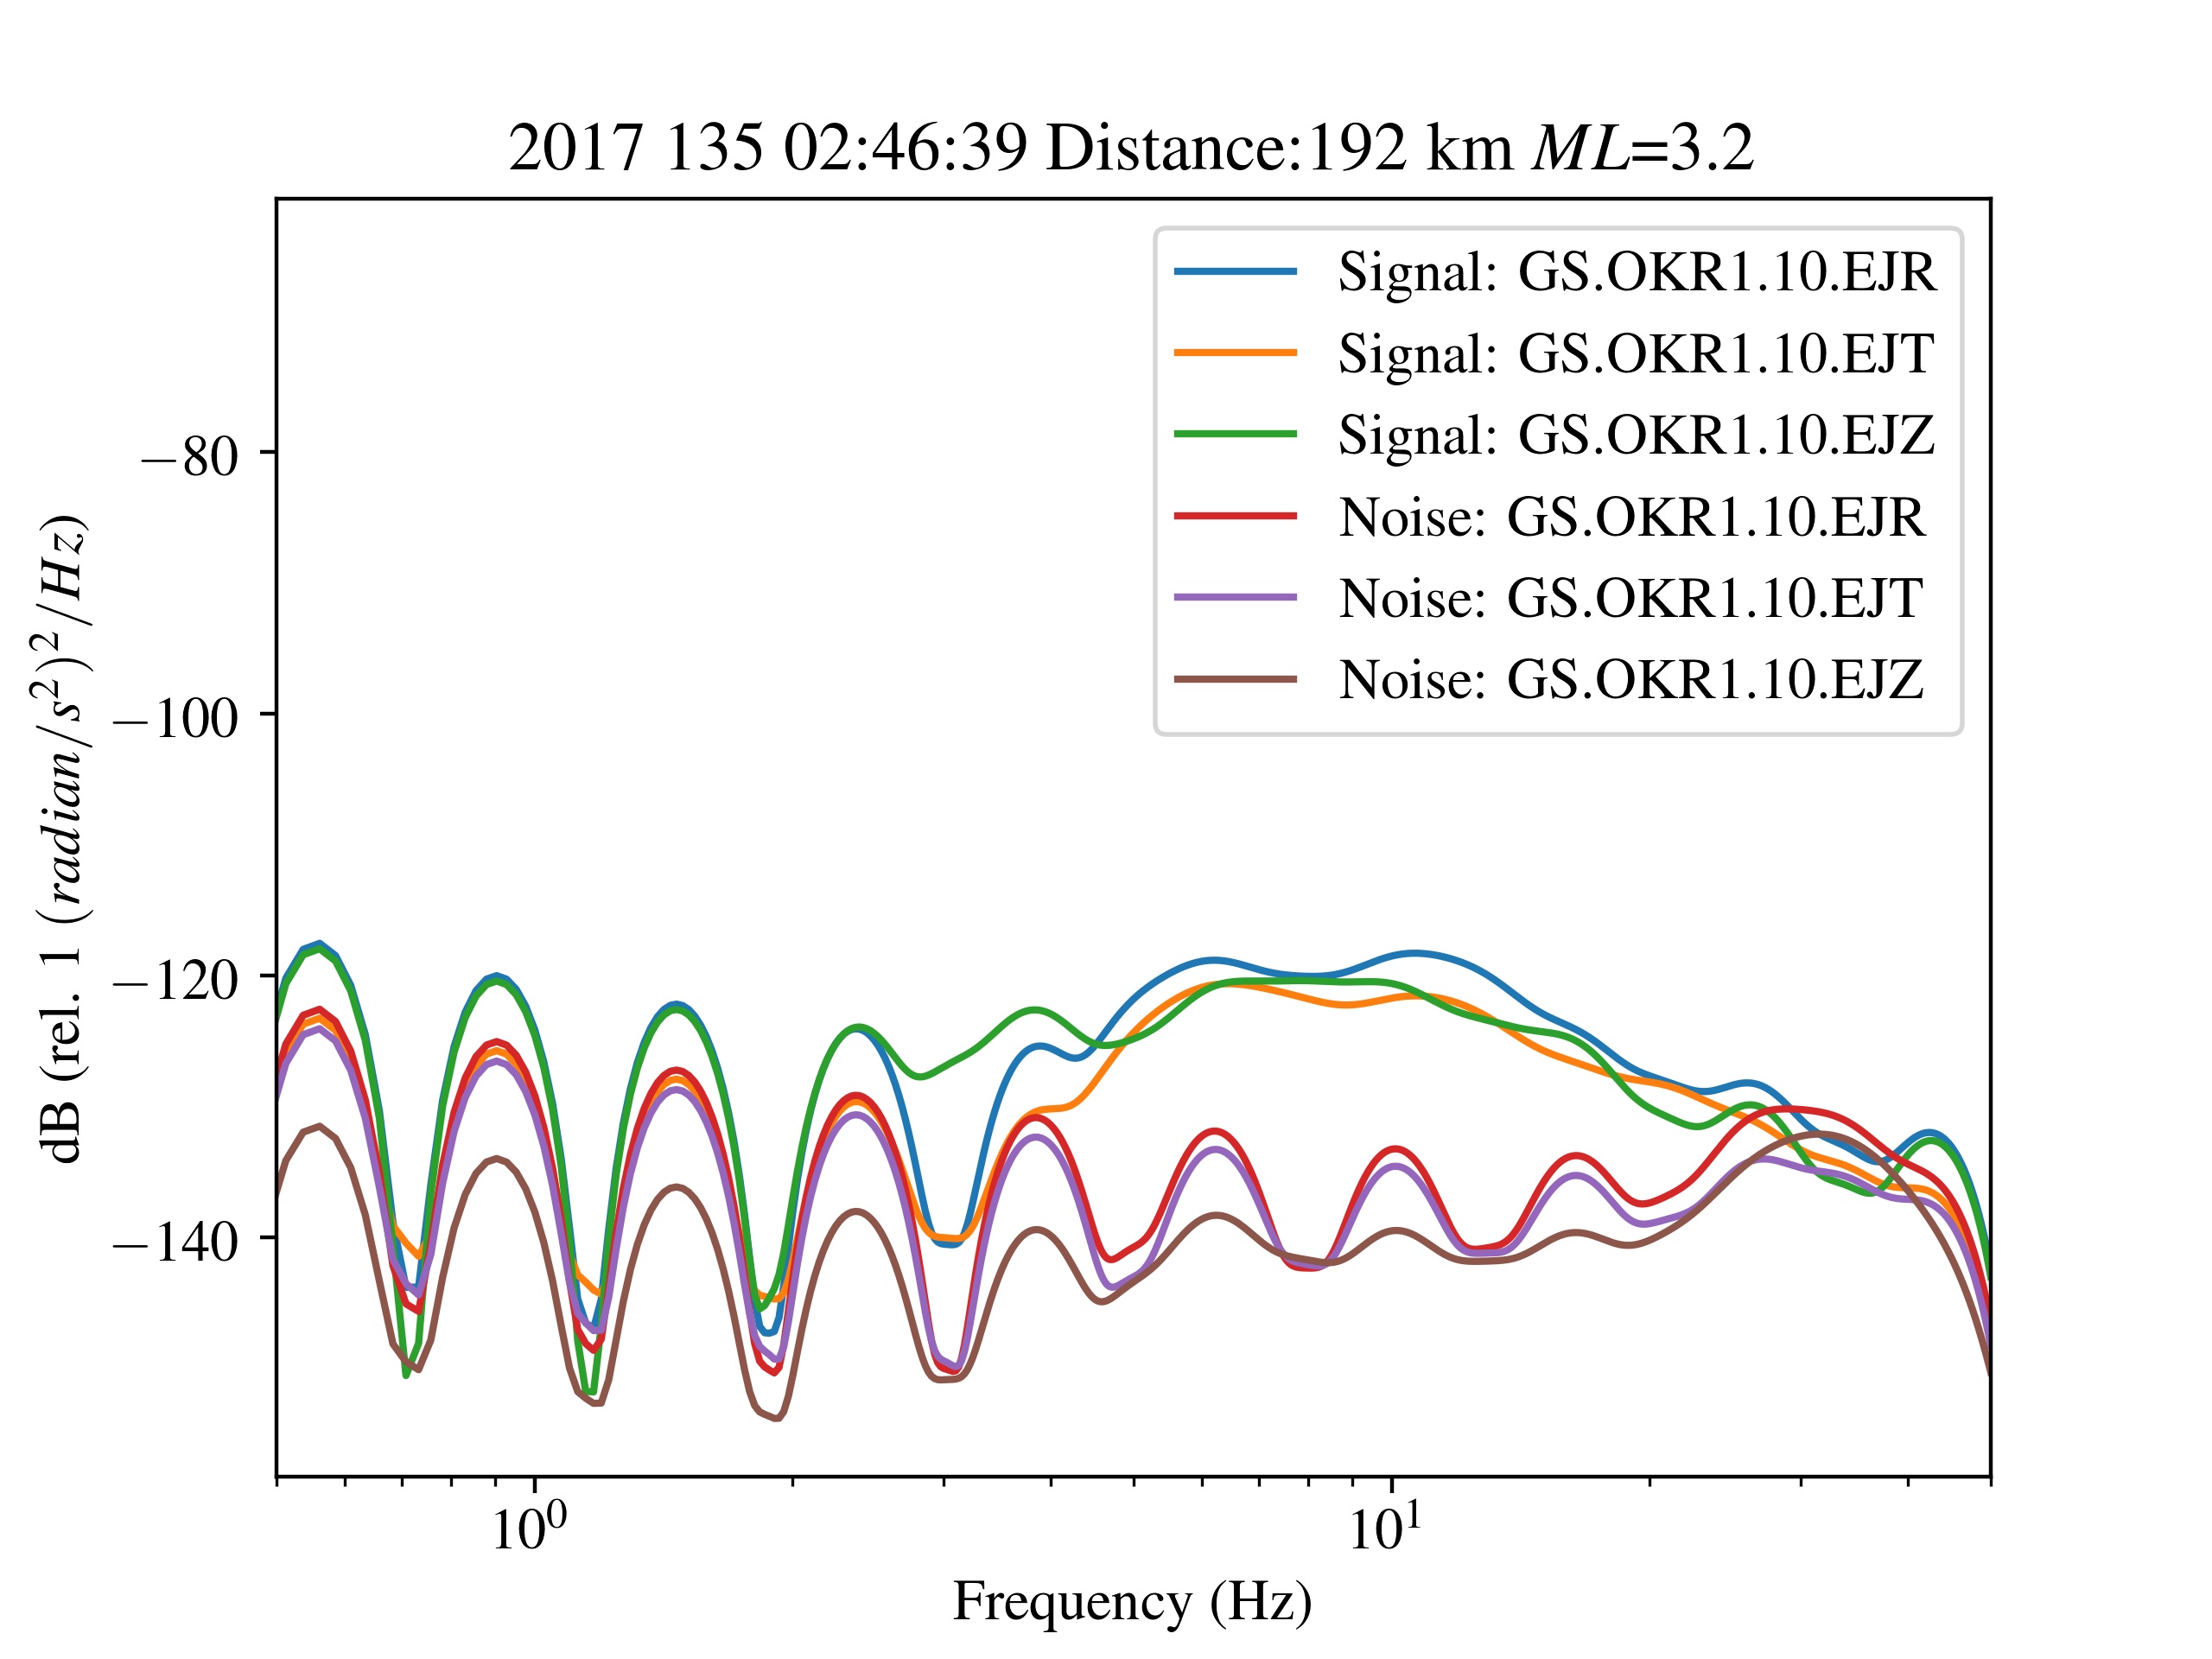 2017 135 02:46:39 Distance:192 km ML=3.2
Signal: GS.OKR1.10.EJR
Signal: GS.OKR1.10.EJT
Signal: GS.OKR1.10.EJZ
Noise: GS.OKR1.10.EJR
Noise: GS.OKR1.10.EJT
Noise: GS.OKR1.10.EJZ
dB (rel. 1 (radian/s²)²/Hz)
−80
−100
−120
−140
10⁰
10¹
Frequency (Hz)